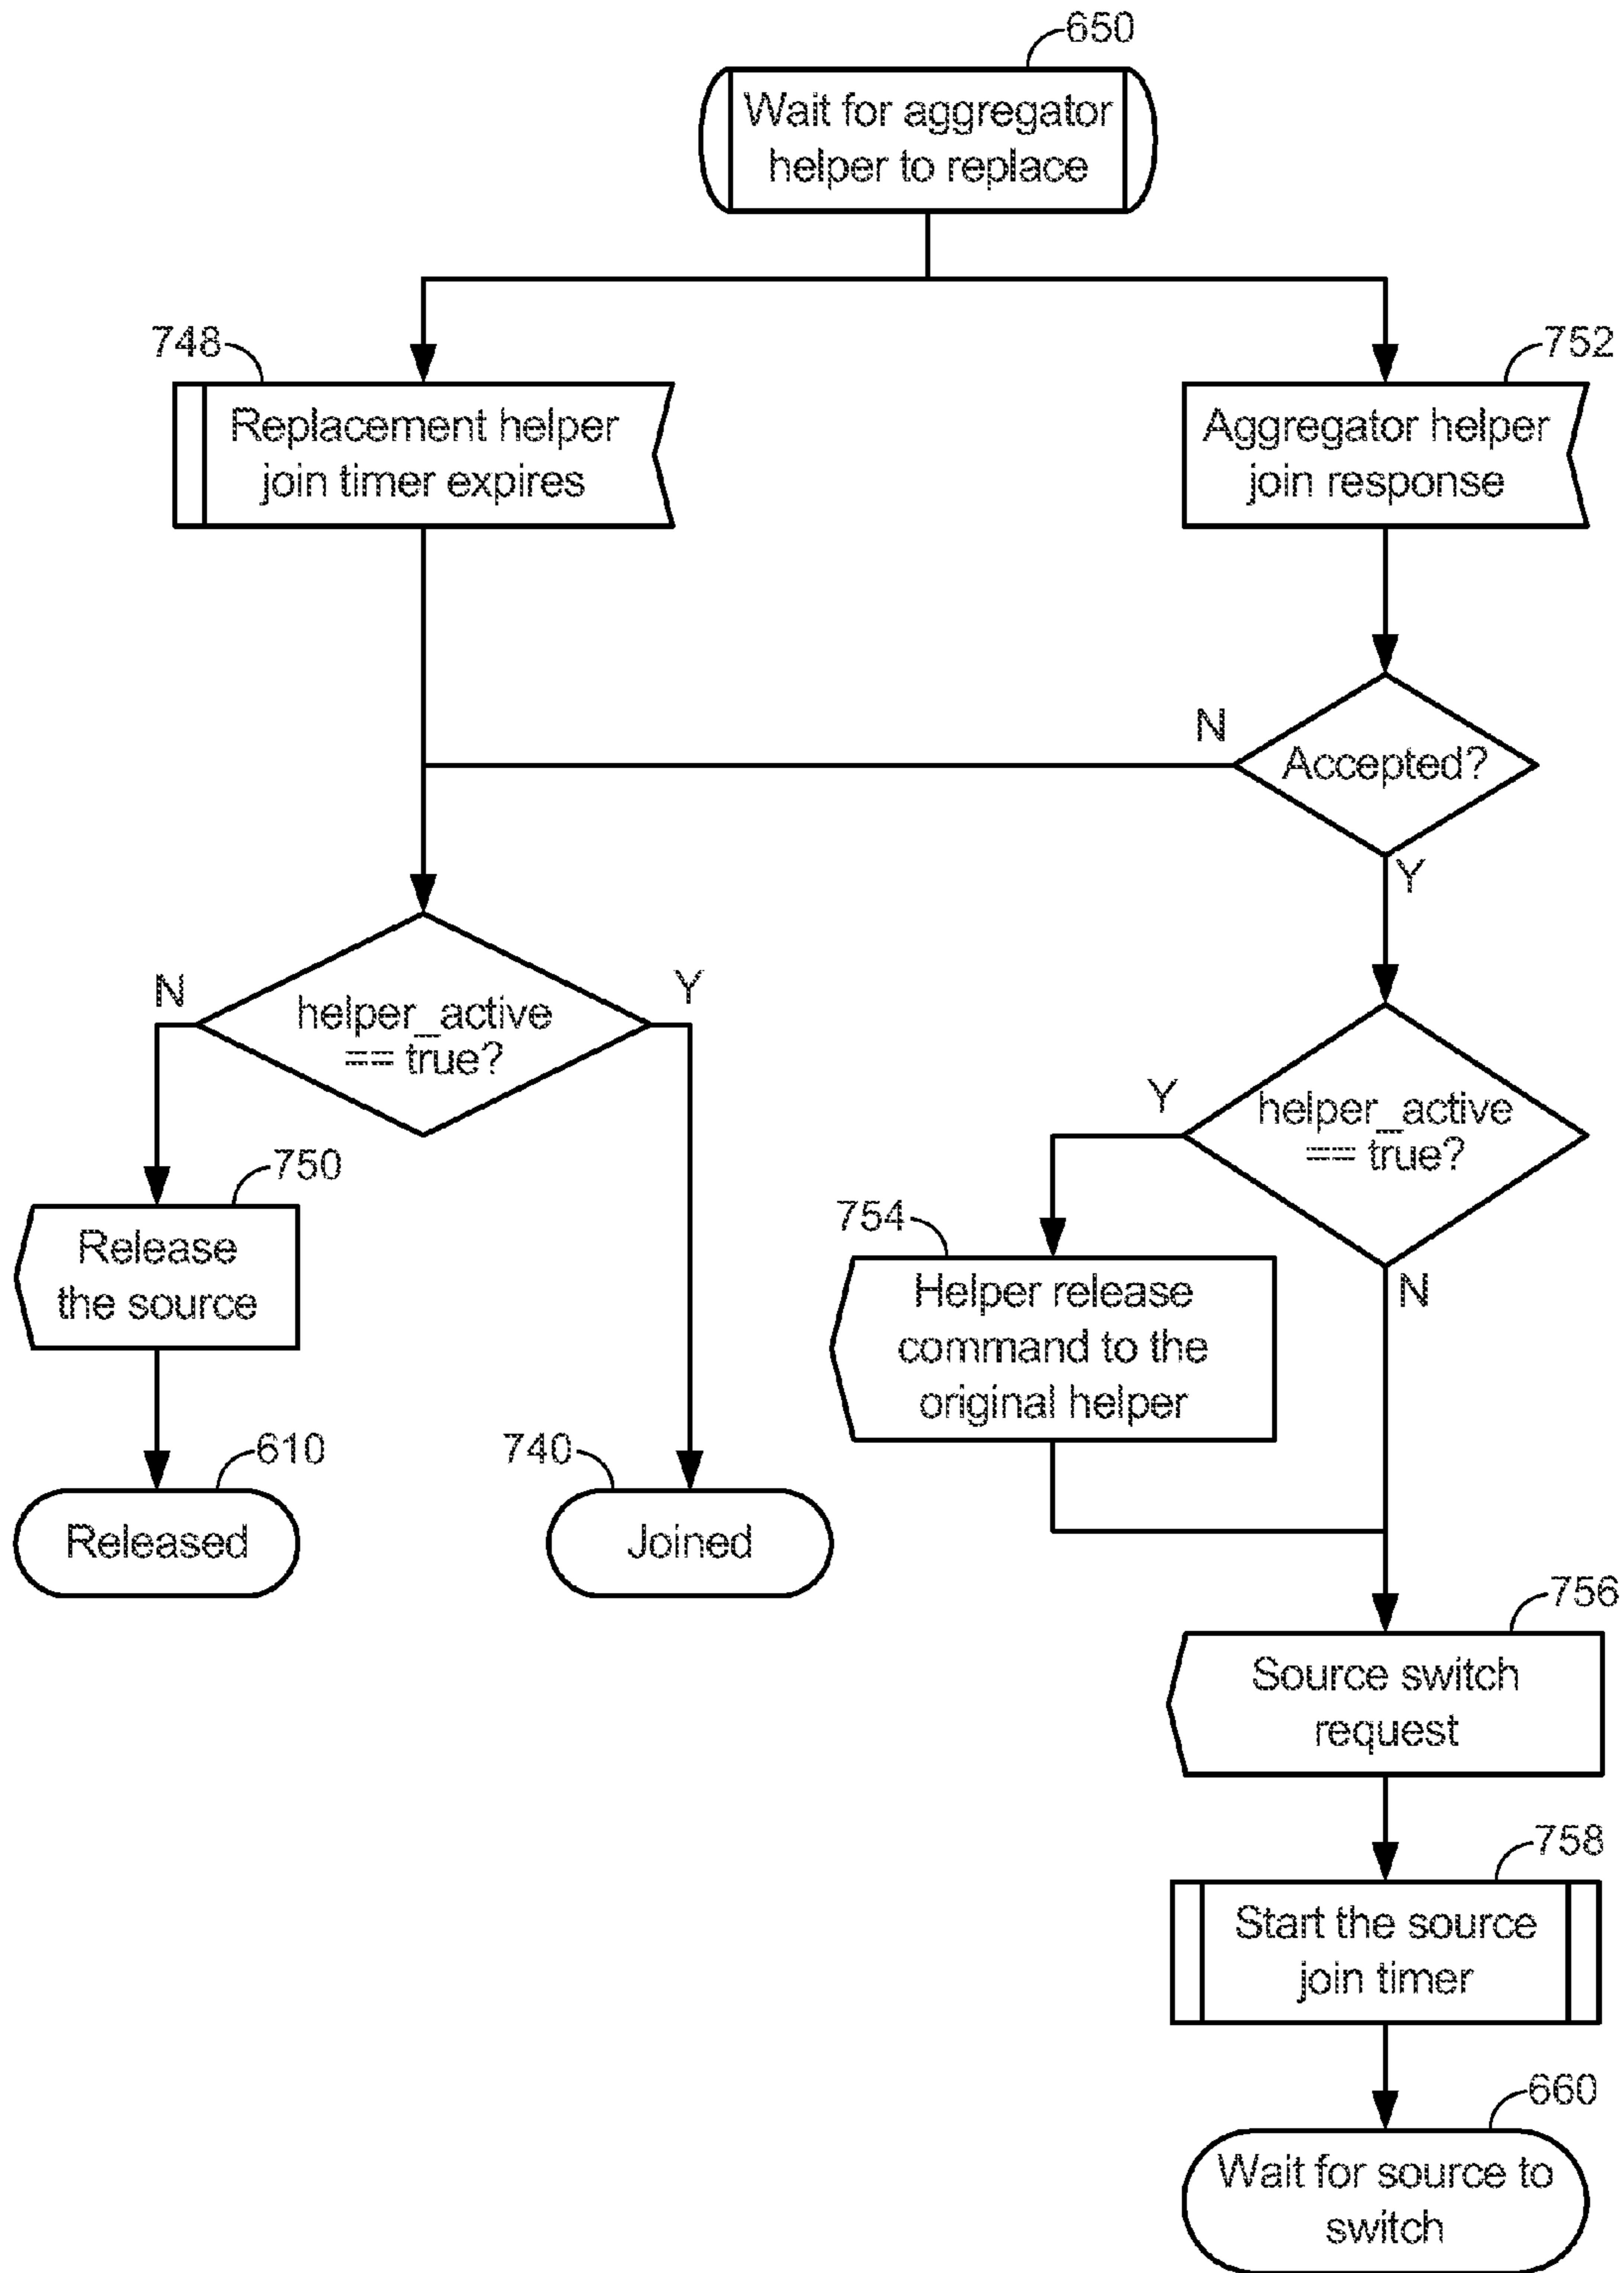 650
Wait for aggregator
helper to replace
748
Replacement helper
join timer expires
752
Aggregator helper
join response
N
Accepted?
Y
N
helper_active
== true?
Y
Y
helper_active
== true?
N
750
Release
the source
754
Helper release
command to the
original helper
610
Released
740
Joined
756
Source switch
request
758
Start the source
join timer
660
Wait for source to
switch